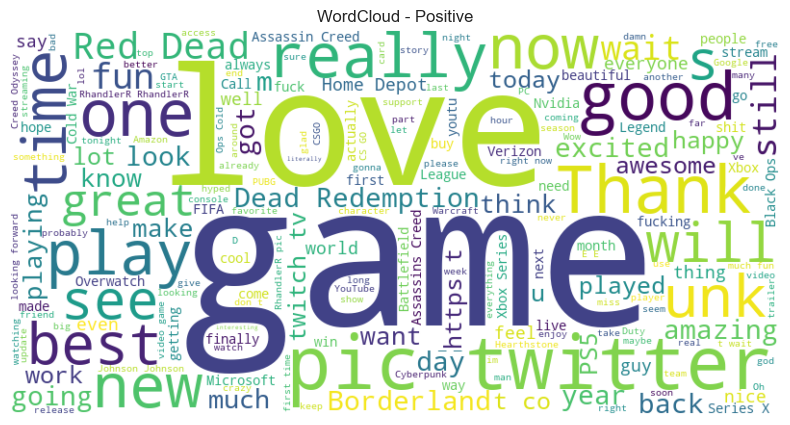 WordCloud - Positive
love
game
really
now
good
Thank
play
pic twitter
new
best
one
time
great
see
will
unk
s
wait
Red Dead
fun
m
Home Depot
today
everyone
beautiful
people
stream
access
Assassin Creed
story
night
damn
free
Google
another
many
better
top
say
always
sure
card
end
Call
fuck
well
GTA
start
lol
streaming
Creed Odyssey
RhandlerR RhandlerR
Cold War
hope
tonight
Amazon
something
bad
Ops Cold
around
support
last
PC
part
let
CSGO
CS GO
glad
gonna
literally
actually
youtu
buy
Verizon
Nvidia
hour
season
coming
Wow
Legend
League
please
right now
go
far
shit
still
happy
excited
awesome
Xbox
ve
done
Black Ops
lot
look
know
got
already
hyped
PUBG
console
favorite
first
think
need
fucking
Dead Redemption
character
Warcraft
never
playing
make
FIFA
help
probably
Overwatch
D
cool
RhandlerR pic
twitch tv
world
Battlefield
Assassins Creed
https t
everything
Xbox Series
u
next
month
E E
use
played
thing
much fun
video
trailer
looking forward
made
friend
give
video game
looking
come
don t
long
YouTube
show
week
miss
player
seem
amazing
even
big
getting
finally
watch
interesting
win
want
feel
live
enjoy
take
Duty
maybe
real
t wait
god
watching
update
work
Microsoft
crazy
first time
day
way
Cyberpunk
im
man
Hearthstone
PS5
guy
team
soon
Oh
nice
going
release
Johnson Johnson
much
keep
Borderlandt co
year
right
back
Series X